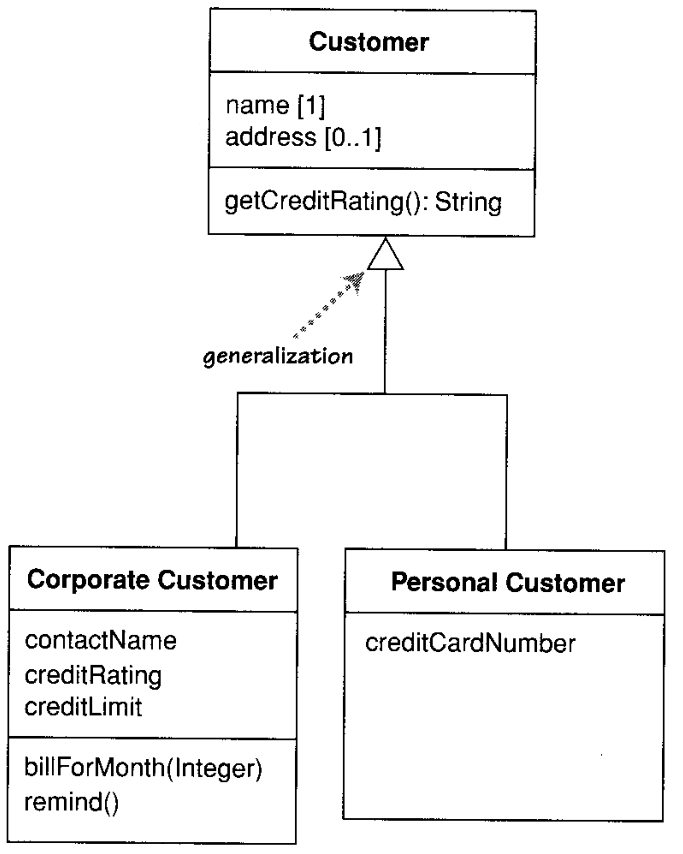 Customer
name [1]
address [0..1]
getCreditRating(): String
generalization
Corporate Customer
contactName
creditRating
creditLimit
billForMonth(Integer)
remind()
Personal Customer
creditCardNumber